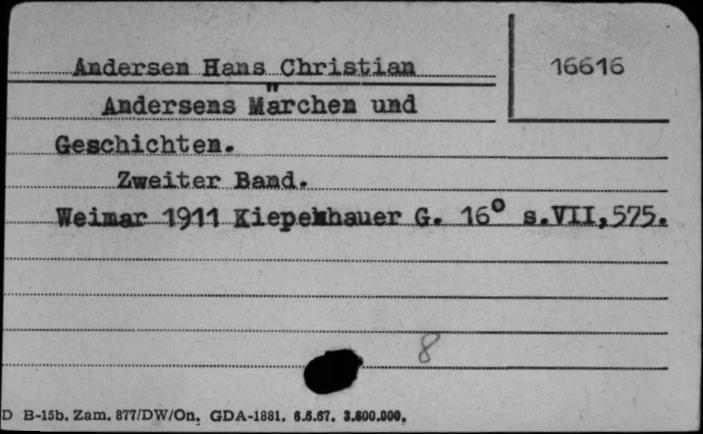 Andersen Hans Christian
16616
Andersens Märchen und
Geschichten.
Zweiter Band.
Weimar 1911 Kiepenhauer G. 16° s.VII,575.
8
D B-15b. Zam. 877/DW/On. GDA-1881. 6.6.67. 3.600.000.